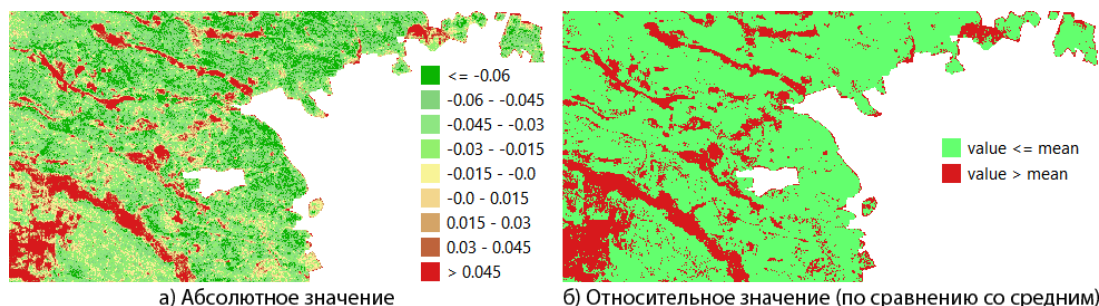 <= -0.06
-0.06 - -0.045
-0.045 - -0.03
-0.03 - -0.015
-0.015 - -0.0
-0.0 - 0.015
0.015 - 0.03
0.03 - 0.045
> 0.045
value <= mean
value > mean
а) Абсолютное значение
б) Относительное значение (по сравнению со средним)